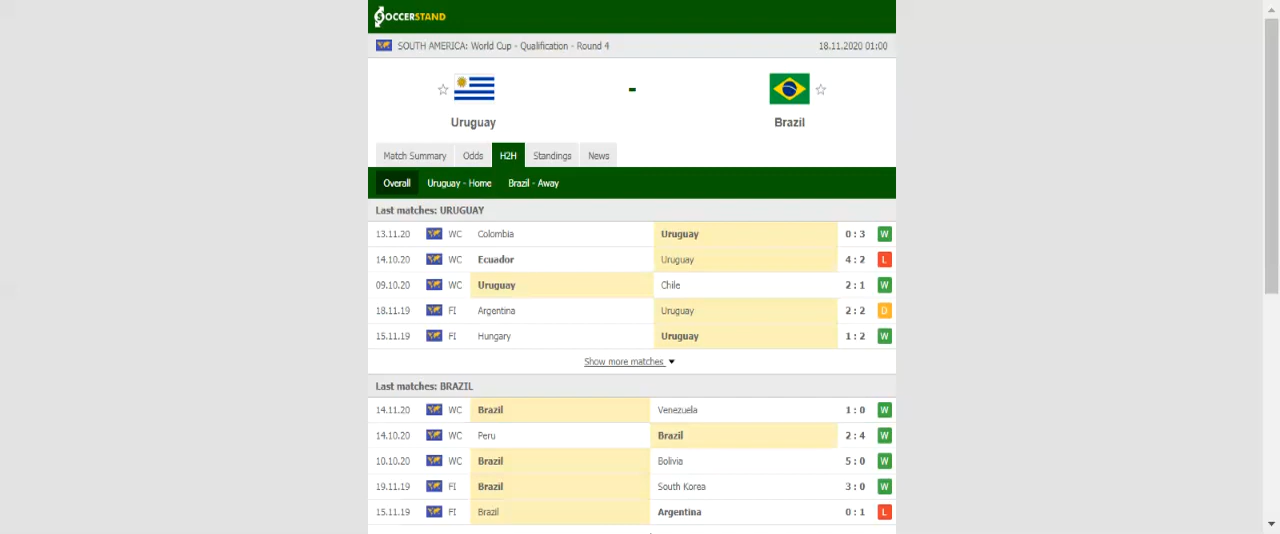 SOCCERSTAND
SOUTH AMERICA: World Cup - Qualification - Round 4 18.11.2020 01:00
-
Uruguay Brazil
Match Summary Odds H2H Standings News
Overall Uruguay - Home Brazil - Away
Last matches: URUGUAY
13.11.20 WC Colombia Uruguay 0 : 3 W
14.10.20 WC Ecuador Uruguay 4 : 2 L
09.10.20 WC Uruguay Chile 2 : 1 W
18.11.19 FI Argentina Uruguay 2 : 2 D
15.11.19 FI Hungary Uruguay 1 : 2 W
Show more matches
Last matches: BRAZIL
14.11.20 WC Brazil Venezuela 1 : 0 W
14.10.20 WC Peru Brazil 2 : 4 W
10.10.20 WC Brazil Bolivia 5 : 0 W
19.11.19 FI Brazil South Korea 3 : 0 W
15.11.19 FI Brazil Argentina 0 : 1 L